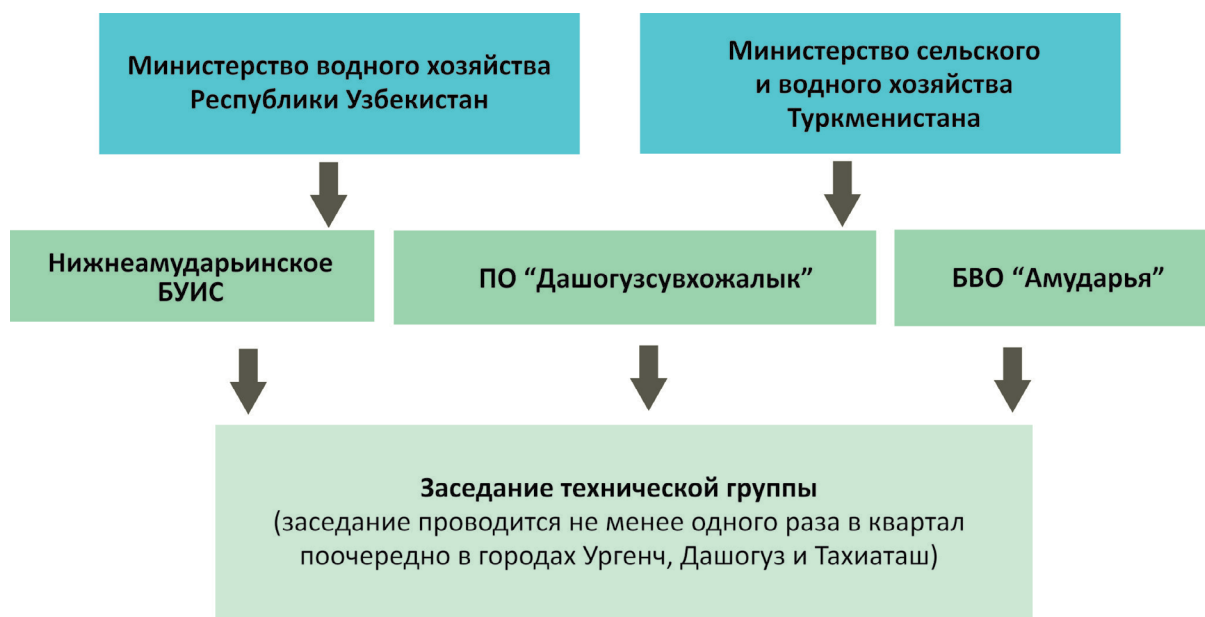 Министерство водного хозяйства
Республики Узбекистан
Министерство сельского
и водного хозяйства
Туркменистана
Нижнеамударьинское
БУИС
ПО “Дашогузсувхожалык”
БВО “Амударья”
Заседание технической группы
(заседание проводится не менее одного раза в квартал
поочередно в городах Ургенч, Дашогуз и Тахиаташ)